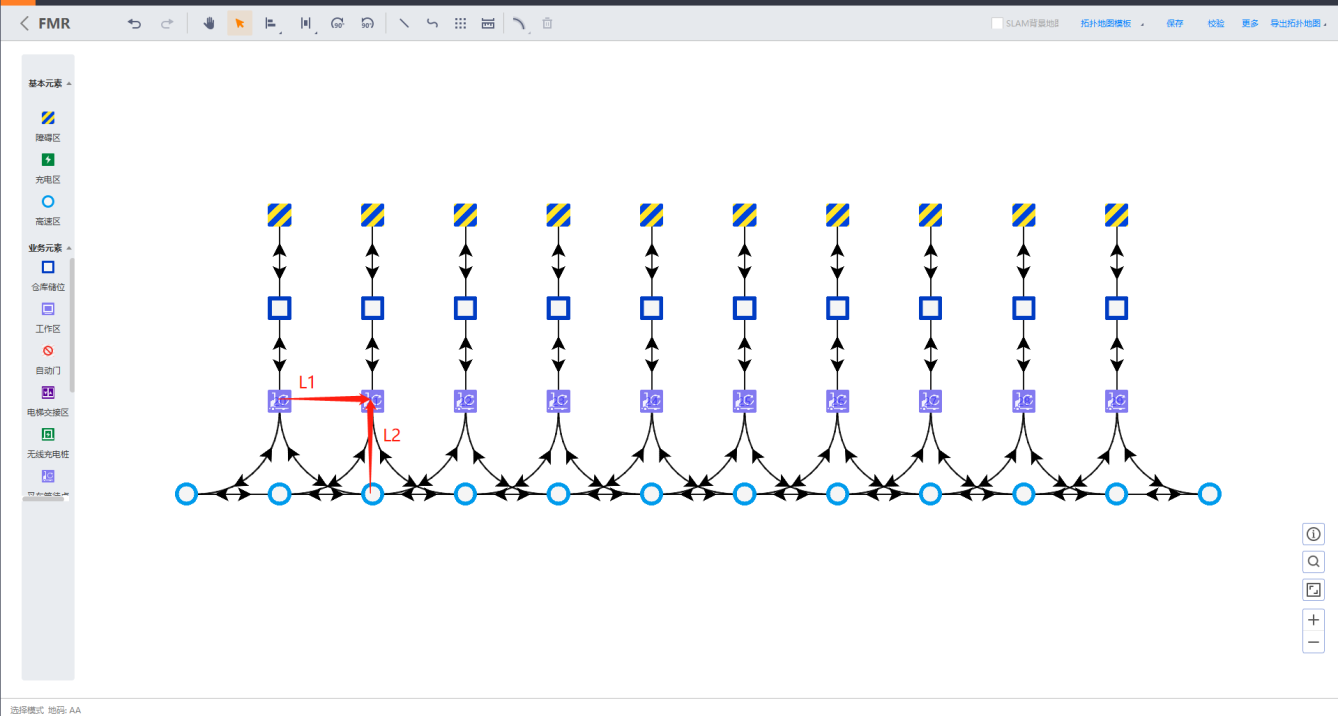 FMR
90°
90°
SLAM背景地图
拓扑地图模板
保存
校验
更多
导出拓扑地图
基本元素
障碍区
充电区
高速区
业务元素
仓库储位
工作区
自动门
电梯交接区
无线充电桩
L1
L2
选择模式 地码: AA